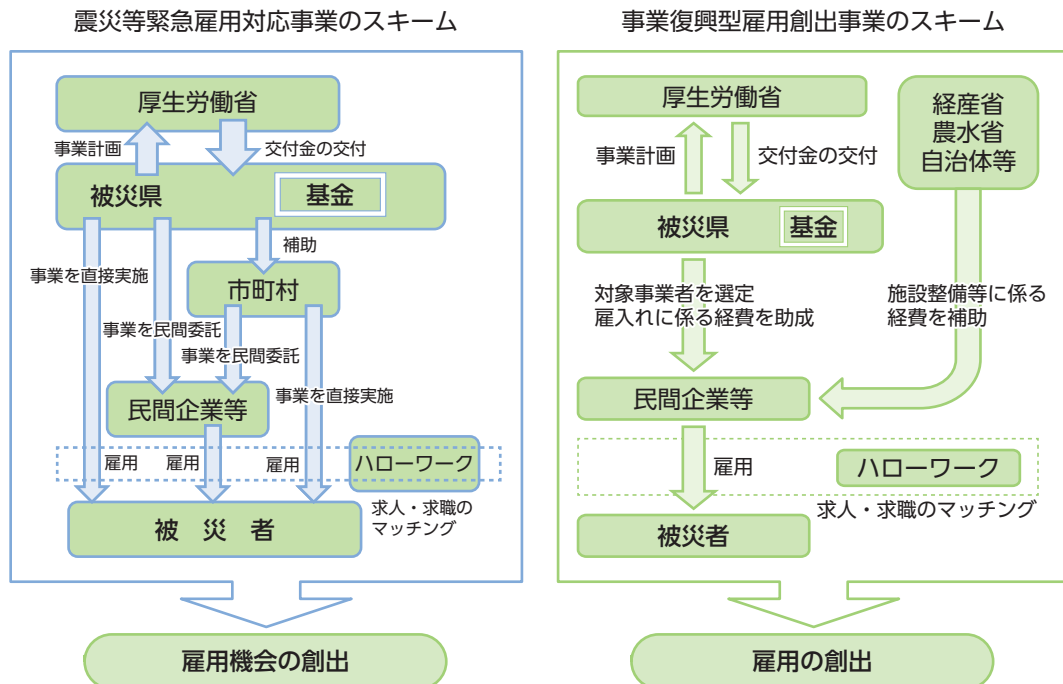 震災等緊急雇用対応事業のスキーム
厚生労働省
事業計画
交付金の交付
被災県
基金
補助
事業を直接実施
市町村
事業を民間委託
事業を民間委託
民間企業等
事業を直接実施
雇用
雇用
雇用
ハローワーク
求人・求職の
マッチング
被 災 者
雇用機会の創出
事業復興型雇用創出事業のスキーム
厚生労働省
経産省
農水省
自治体等
事業計画
交付金の交付
被災県
基金
対象事業者を選定
雇入れに係る経費を助成
施設整備等に係る
経費を補助
民間企業等
雇用
ハローワーク
求人・求職のマッチング
被災者
雇用の創出